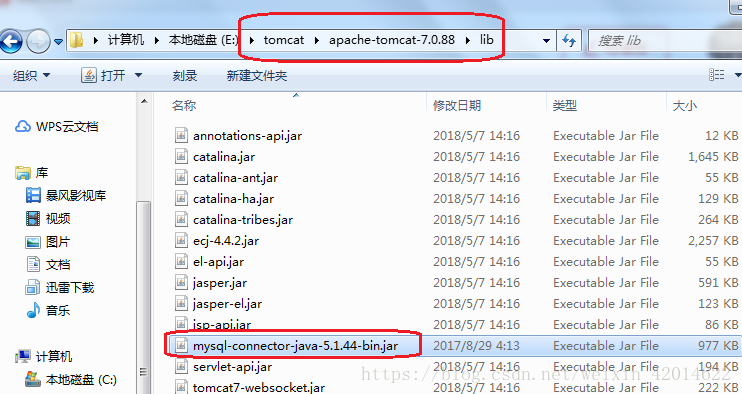 计算机 本地磁盘 (E:) tomcat apache-tomcat-7.0.88 lib 搜索 lib
组织 打开 刻录 新建文件夹
WPS云文档
库
暴风影视库
视频
图片
文档
迅雷下载
音乐
计算机
本地磁盘 (C:)
名称 修改日期 类型 大小
annotations-api.jar 2018/5/7 14:16 Executable Jar File 12 KB
catalina.jar 2018/5/7 14:16 Executable Jar File 1,645 KB
catalina-ant.jar 2018/5/7 14:16 Executable Jar File 55 KB
catalina-ha.jar 2018/5/7 14:16 Executable Jar File 129 KB
catalina-tribes.jar 2018/5/7 14:16 Executable Jar File 264 KB
ecj-4.4.2.jar 2018/5/7 14:16 Executable Jar File 2,257 KB
el-api.jar 2018/5/7 14:16 Executable Jar File 55 KB
jasper.jar 2018/5/7 14:16 Executable Jar File 591 KB
jasper-el.jar 2018/5/7 14:16 Executable Jar File 123 KB
jsp-api.jar 2018/5/7 14:16 Executable Jar File 86 KB
mysql-connector-java-5.1.44-bin.jar 2017/8/29 4:13 Executable Jar File 977 KB
servlet-api.jar 2018/5/7 14:16 Executable Jar File 194 KB
tomcat7-websocket.jar 2018/5/7 14:16 Executable Jar File 222 KB
https://blog.csdn.net/weixin_42014622